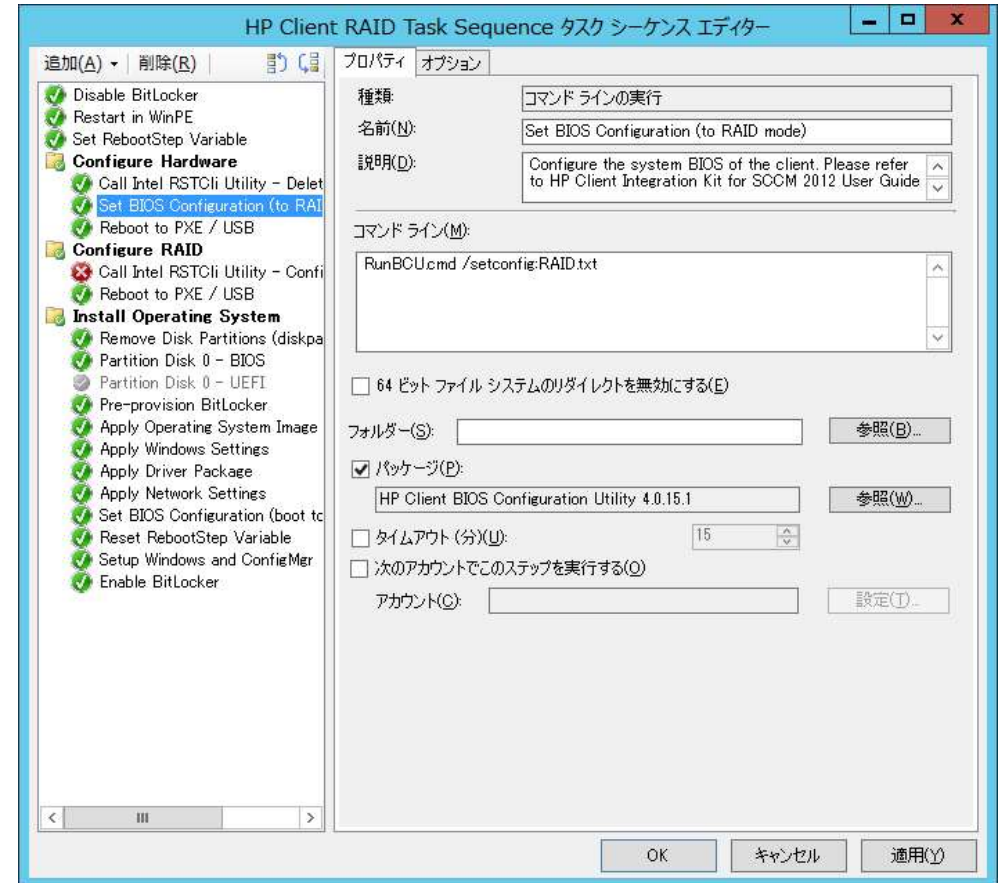 HP Client RAID Task Sequence タスク シーケンス エディター
追加(A) 削除(R)
Disable BitLocker
Restart in WinPE
Set RebootStep Variable
Configure Hardware
Call Intel RSTCli Utility - Delet
Set BIOS Configuration (to RAI
Reboot to PXE / USB
Configure RAID
Call Intel RSTCli Utility - Confi
Reboot to PXE / USB
Install Operating System
Remove Disk Partitions (diskpa
Partition Disk 0 - BIOS
Partition Disk 0 - UEFI
Pre-provision BitLocker
Apply Operating System Image
Apply Windows Settings
Apply Driver Package
Apply Network Settings
Set BIOS Configuration (boot to
Reset RebootStep Variable
Setup Windows and ConfigMgr
Enable BitLocker
プロパティ オプション
種類: コマンド ラインの実行
名前(N): Set BIOS Configuration (to RAID mode)
説明(D): Configure the system BIOS of the client. Please refer
to HP Client Integration Kit for SCCM 2012 User Guide
コマンド ライン(M):
RunBCU.cmd /setconfig:RAID.txt
64 ビット ファイル システムのリダイレクトを無効にする(E)
フォルダー(S): 参照(B)...
パッケージ(P):
HP Client BIOS Configuration Utility 4.0.15.1 参照(W)...
タイムアウト (分)(U): 15
次のアカウントでこのステップを実行する(O)
アカウント(C): 設定(T)...
OK キャンセル 適用(Y)